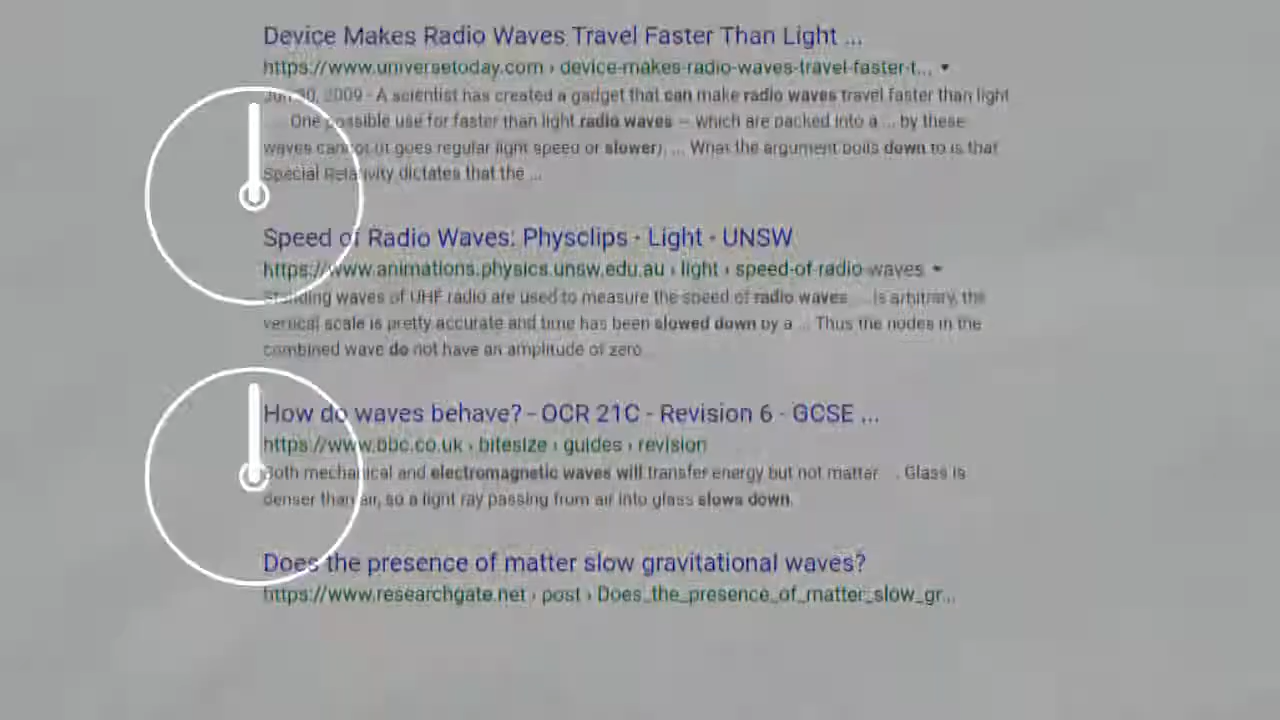 Device Makes Radio Waves Travel Faster Than Light ...
https://www.universetoday.com › device-makes-radio-waves-travel-faster-t...
Jun 30, 2009 - A scientist has created a gadget that can make radio waves travel faster than light
... One possible use for faster than light radio waves – which are packed into a ... by these
waves cannot (it goes regular light speed or slower). ... What the argument boils down to is that
Special Relativity dictates that the ...
Speed of Radio Waves: Physclips - Light - UNSW
https://www.animations.physics.unsw.edu.au › light › speed-of-radio-waves
Standing waves of UHF radio are used to measure the speed of radio waves ... is arbitrary, the
vertical scale is pretty accurate and time has been slowed down by a ... Thus the nodes in the
combined wave do not have an amplitude of zero.
How do waves behave? - OCR 21C - Revision 6 - GCSE ...
https://www.bbc.co.uk › bitesize › guides › revision
Both mechanical and electromagnetic waves will transfer energy but not matter. ... Glass is
denser than air, so a light ray passing from air into glass slows down.
Does the presence of matter slow gravitational waves?
https://www.researchgate.net › post › Does_the_presence_of_matter_slow_gr...